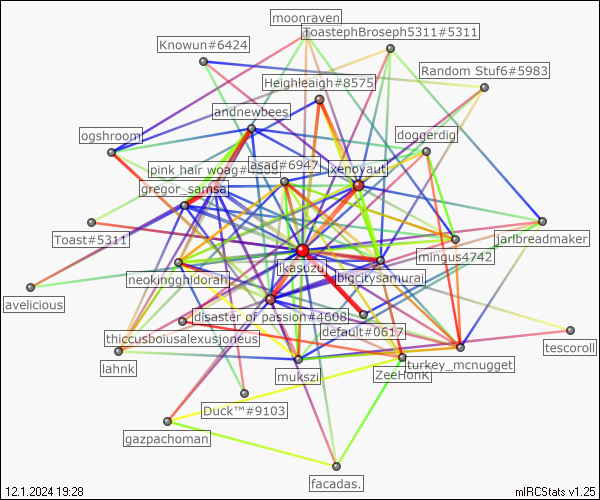 moonraven
ToastephBroseph5311#5311
Knowun#6424
Random Stuf6#5983
Heighleaigh#8575
andnewbees
ogshroom
doggerdig
asad#6947
xenoyaut
pink hair woag#4308
gregor_samsa
Toast#5311
jarlbreadmaker
mingus4742
jkasuzu
bigcitysamurai
neokingghidorah
avelicious
disaster of passion#4608
default#0617
thiccusboiusalexusjoneus
tescoroll
lahnk
turkey_mcnugget
ZeeHonk
mukszi
Duck™#9103
gazpachoman
facadas.
12.1.2024 19:28
mIRCStats v1.25